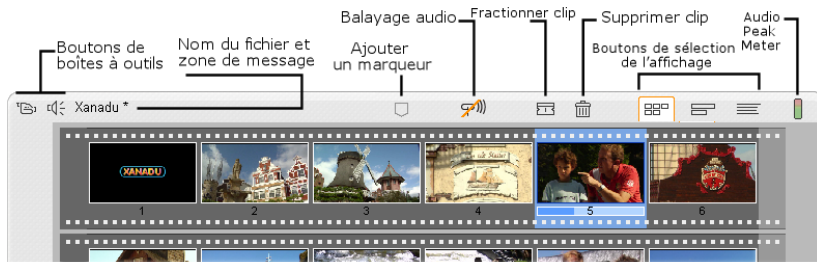 Balayage audio
Fractionner clip
Supprimer clip
Audio
Peak
Meter
Boutons de
boîtes à outils
Nom du fichier et
zone de message
Ajouter
un marqueur
Boutons de sélection
de l'affichage
Xanadu *
XANADU
1
2
3
4
5
6